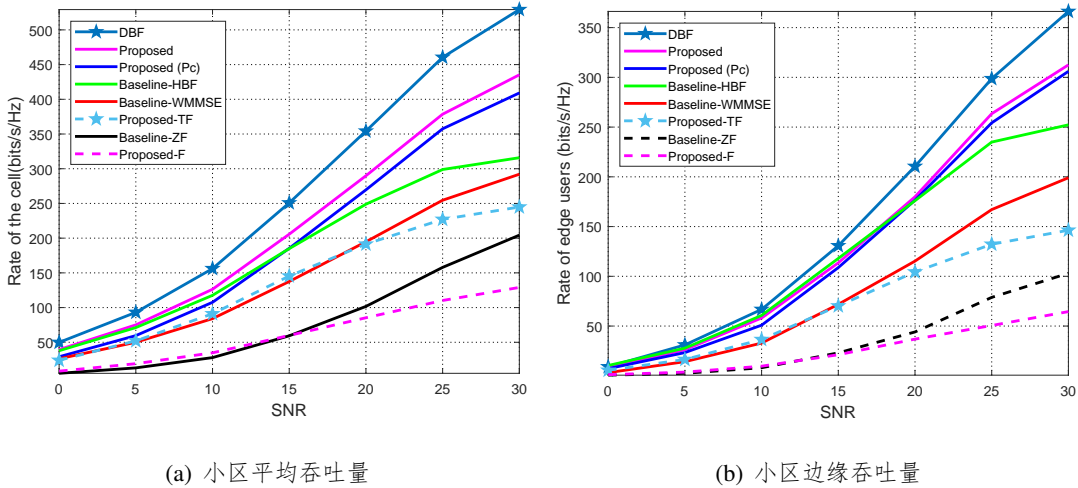 Rate of the cell(bits/s/Hz)
500
450
400
350
300
250
200
150
100
50
DBF
Proposed
Proposed (Pc)
Baseline-HBF
Baseline-WMMSE
Proposed-TF
Baseline-ZF
Proposed-F
0 5 10 15 20 25 30
SNR
(a) 小区平均吞吐量
Rate of edge users (bits/s/Hz)
350
300
250
200
150
100
50
DBF
Proposed
Proposed (Pc)
Baseline-HBF
Baseline-WMMSE
Proposed-TF
Baseline-ZF
Proposed-F
0 5 10 15 20 25 30
SNR
(b) 小区边缘吞吐量